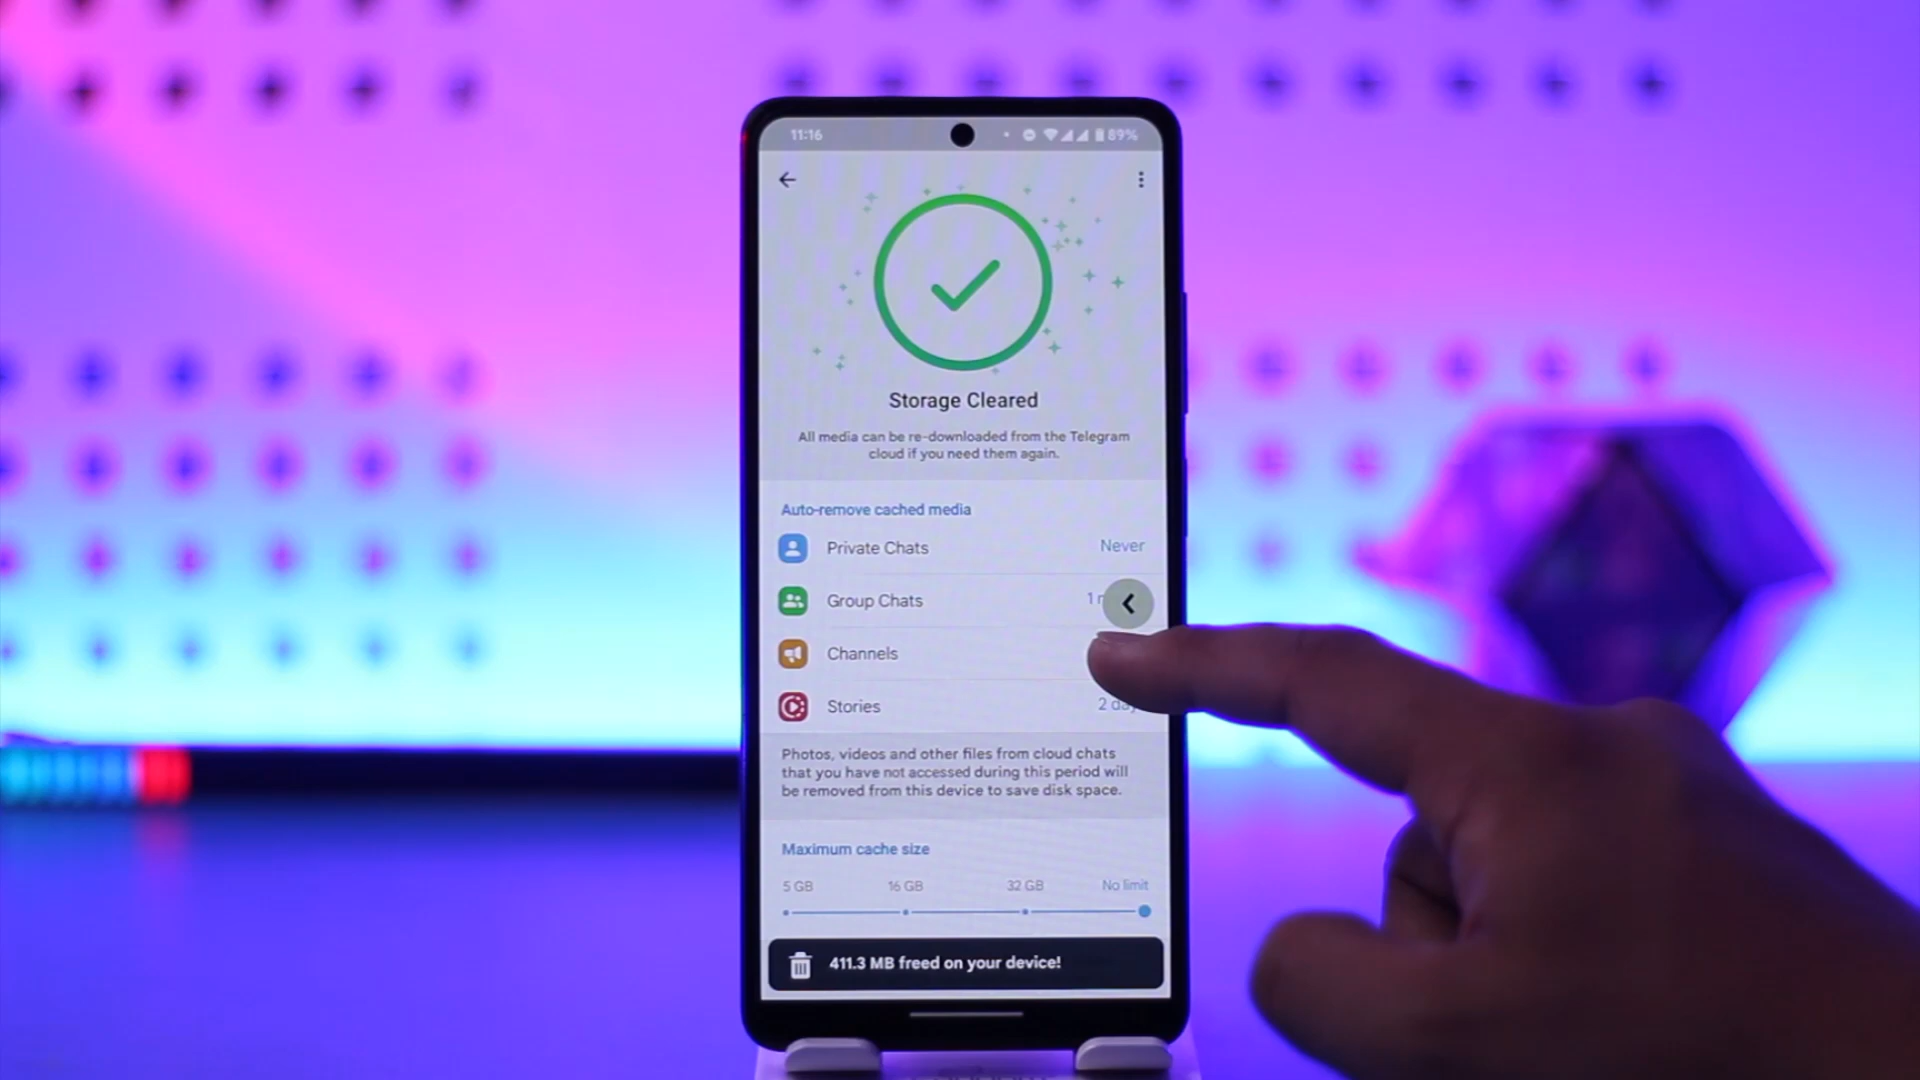 11:16
89%
Storage Cleared
All media can be re-downloaded from the Telegram
cloud if you need them again.
Auto-remove cached media
Private Chats
Never
Group Chats
1
Channels
Stories
2
Photos, videos and other files from cloud chats
that you have not accessed during this period will
be removed from this device to save disk space.
Maximum cache size
5 GB
16 GB
32 GB
No limit
411.3 MB freed on your device!